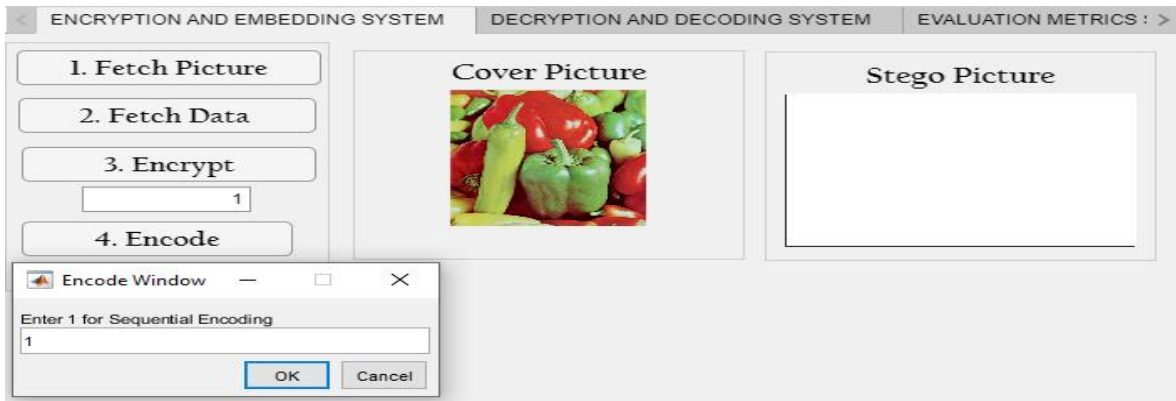 < ENCRYPTION AND EMBEDDING SYSTEM DECRYPTION AND DECODING SYSTEM EVALUATION METRICS S >
1. Fetch Picture
2. Fetch Data
3. Encrypt
1
4. Encode
Cover Picture
Stego Picture
Encode Window
Enter 1 for Sequential Encoding
1
OK Cancel